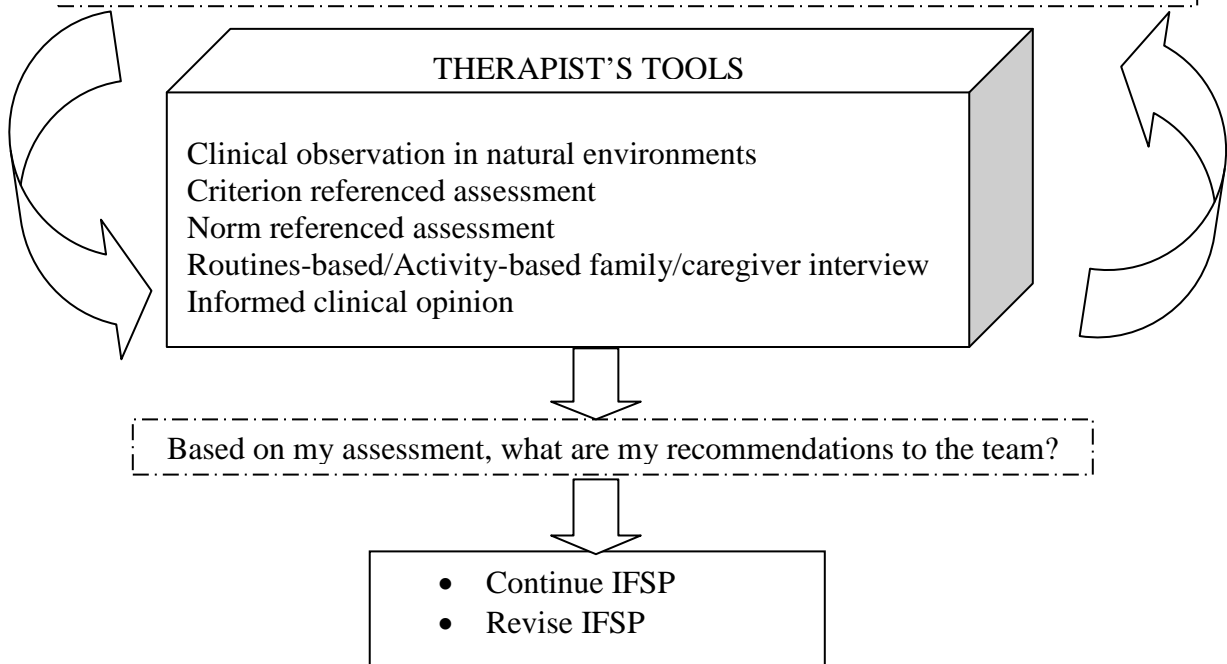 THERAPIST’S TOOLS
Clinical observation in natural environments
Criterion referenced assessment
Norm referenced assessment
Routines-based/Activity-based family/caregiver interview
Informed clinical opinion
Based on my assessment, what are my recommendations to the team?
• Continue IFSP
• Revise IFSP